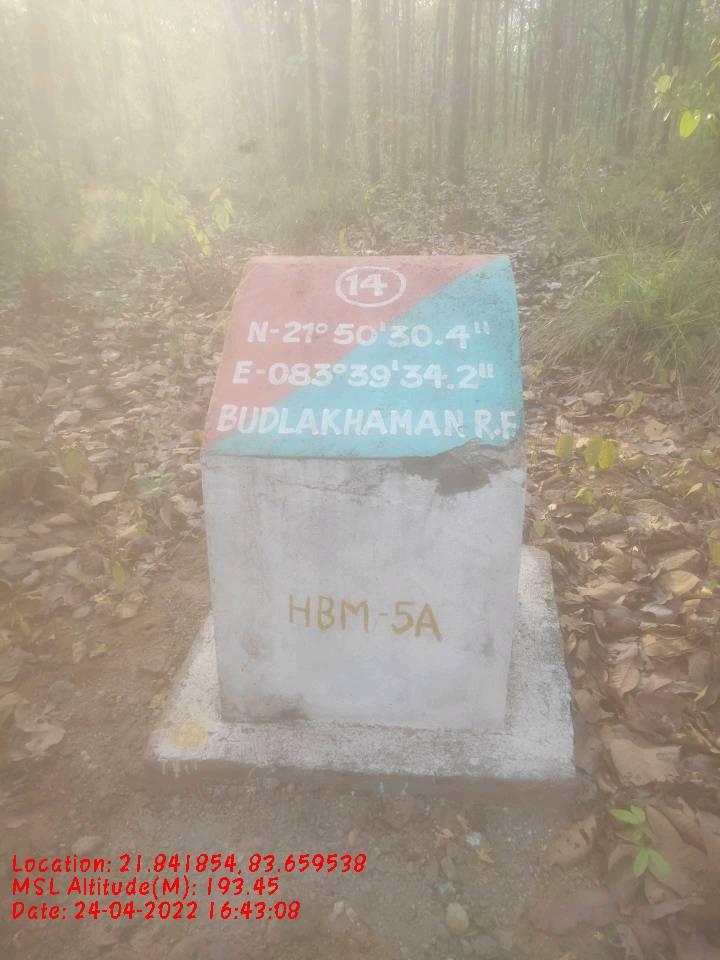 14
N-21° 50'30.4"
E-083°39'34.2"
BUDLAKHAMAN R.F
HBM-5A
Location: 21.841854, 83.659538
MSL Altitude(M): 193.45
Date: 24-04-2022 16:43:08